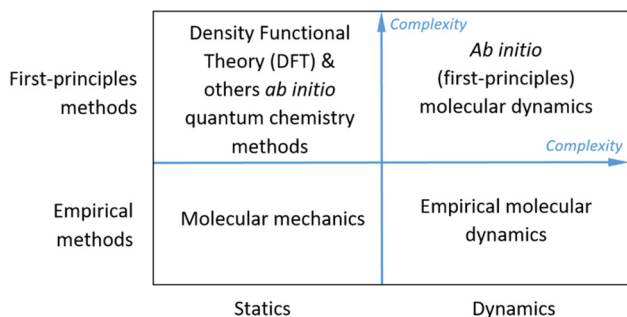 First-principles
methods
Density Functional
Theory (DFT) &
others ab initio
quantum chemistry
methods
Complexity
Ab initio
(first-principles)
molecular dynamics
Complexity
Empirical
methods
Molecular mechanics
Empirical molecular
dynamics
Statics
Dynamics